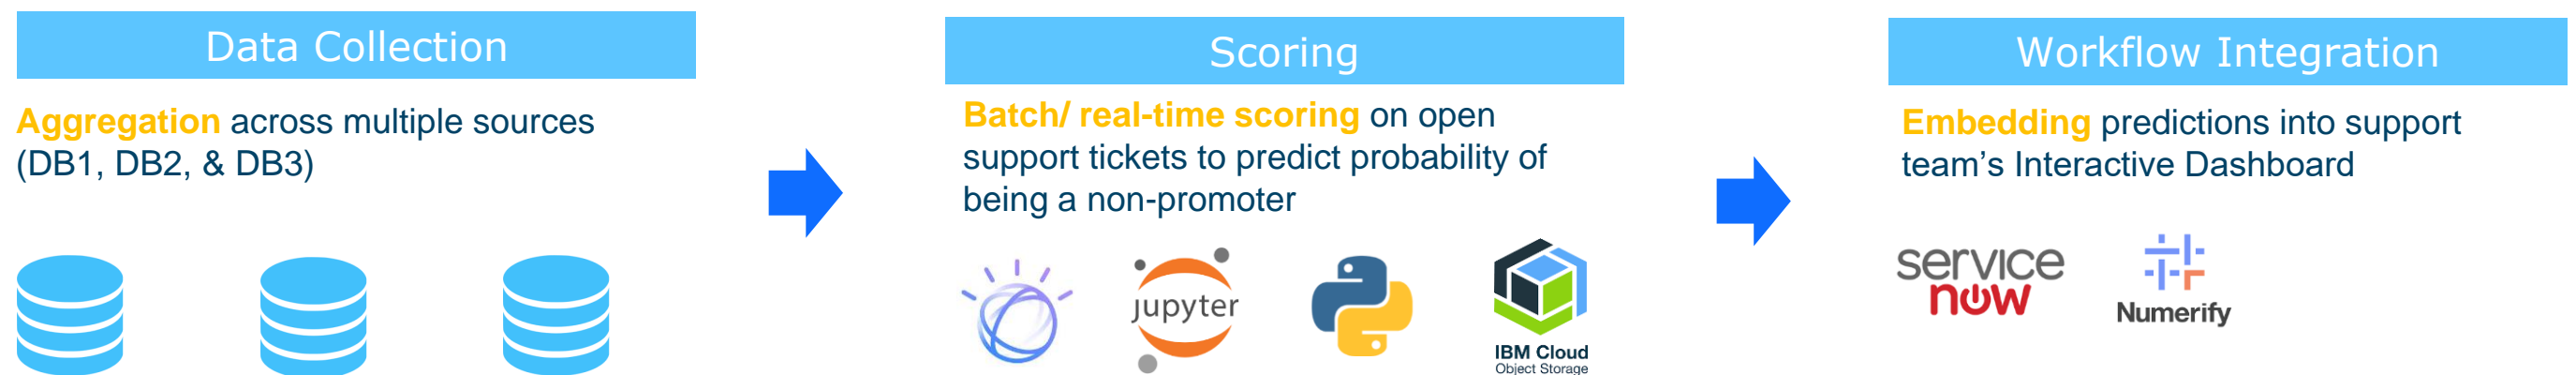 Data Collection
Aggregation across multiple sources
(DB1, DB2, & DB3)
Scoring
Batch/ real-time scoring on open
support tickets to predict probability of
being a non-promoter
jupyter
IBM Cloud
Object Storage
Workflow Integration
Embedding predictions into support
team’s Interactive Dashboard
service
now
Numerify